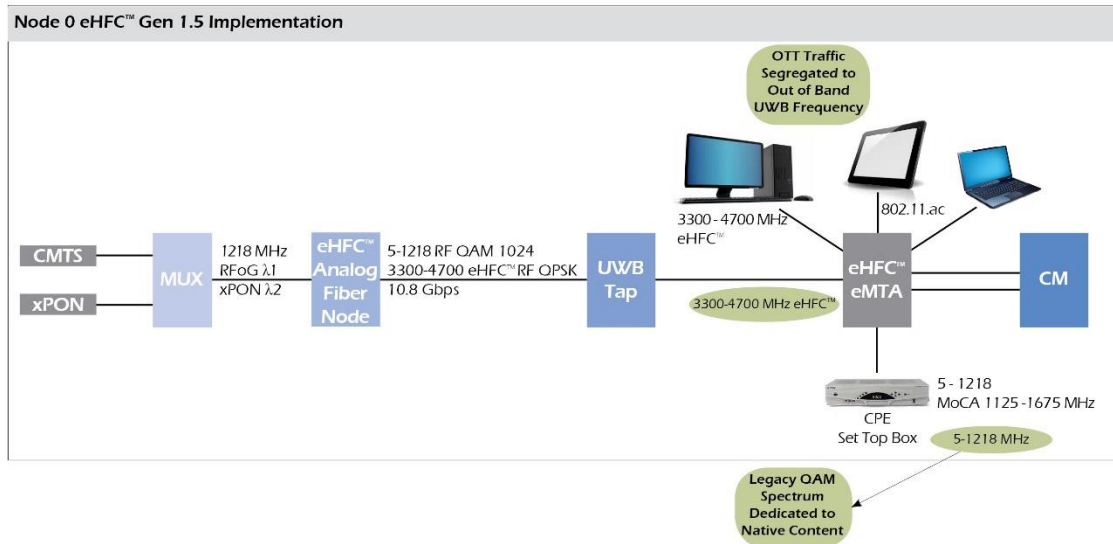 Node 0 eHFC™ Gen 1.5 Implementation
OTT Traffic
Segregated to
Out of Band
UWB Frequency
802.11.ac
3300 - 4700 MHz
eHFC™
CMTS
xPON
MUX
1218 MHz
RFoG λ1
xPON λ2
eHFC™
Analog
Fiber
Node
5-1218 RF QAM 1024
3300-4700 eHFC™ RF QPSK
10.8 Gbps
UWB
Tap
3300-4700 MHz eHFC™
eHFC™
eMTA
CM
5 - 1218
MoCA 1125 -1675 MHz
CPE
Set Top Box
5-1218 MHz
Legacy QAM
Spectrum
Dedicated to
Native Content